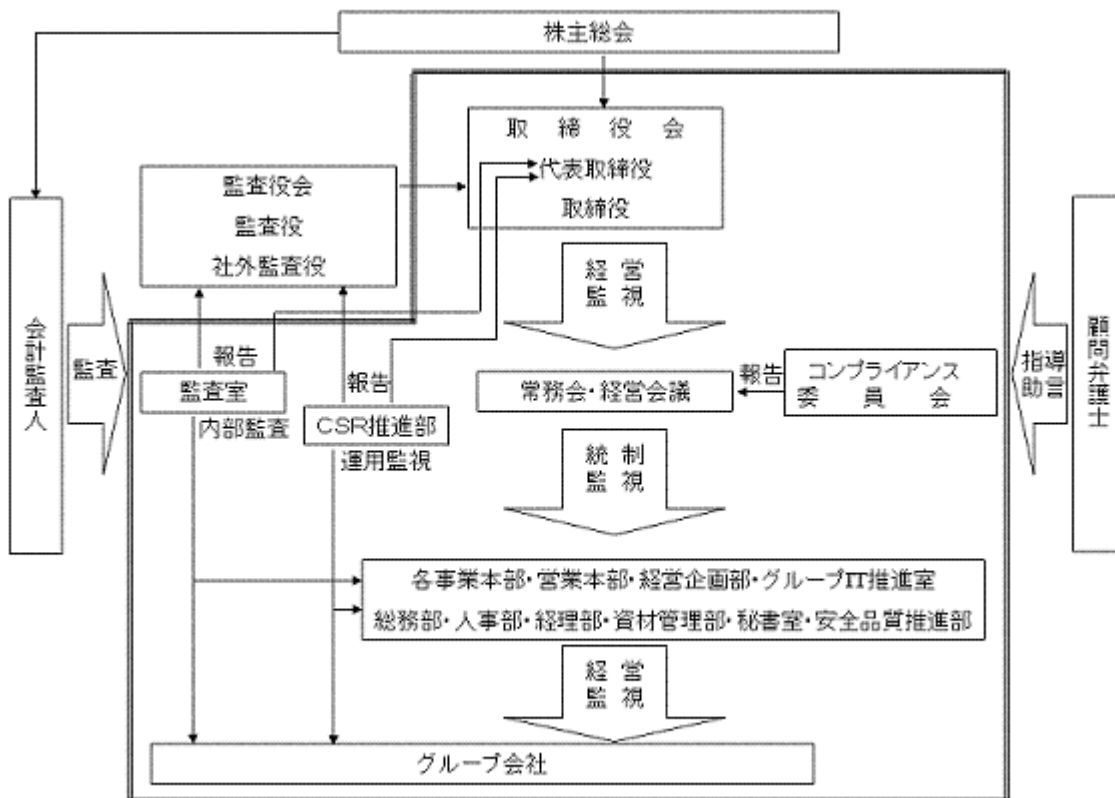 株主総会
取締役会
代表取締役
取締役
監査役会
監査役
社外監査役
経営
監視
会計監査人
監査
報告
監査室
内部監査
報告
CSR推進部
運用監視
常務会・経営会議
報告
コンプライアンス
委員会
指導
助言
顧問弁護士
統制
監視
各事業本部・営業本部・経営企画部・グループIT推進室
総務部・人事部・経理部・資材管理部・秘書室・安全品質推進部
経営
監視
グループ会社